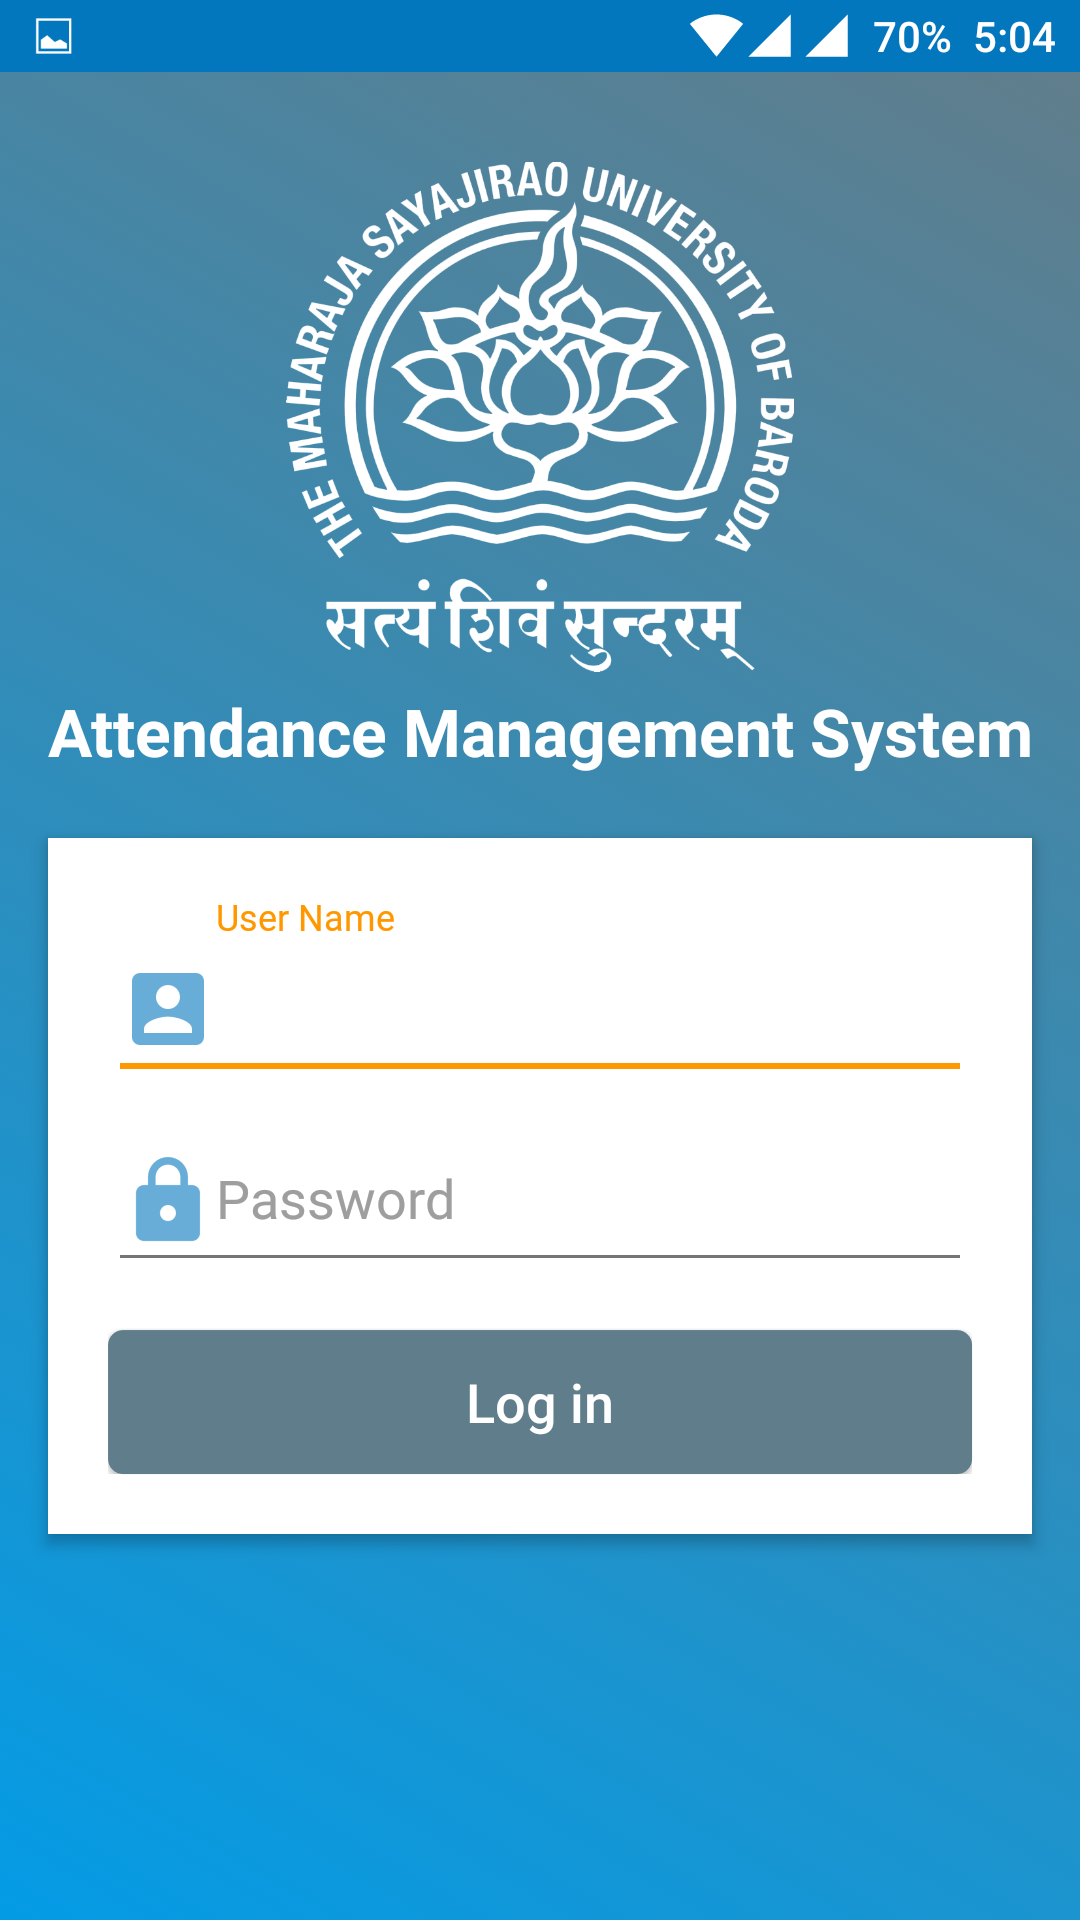 70% 5:04
THE MAHARAJA SAYAJIRAO UNIVERSITY OF BARODA
सत्यं शिवं सुन्दरम्
Attendance Management System
User Name
Password
Log in